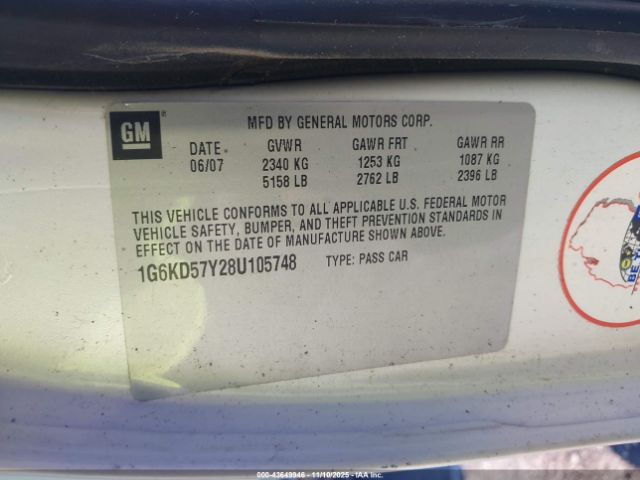 GM
MFD BY GENERAL MOTORS CORP.
DATE GVWR GAWR FRT GAWR RR
06/07 2340 KG 1253 KG 1087 KG
5158 LB 2762 LB 2396 LB
THIS VEHICLE CONFORMS TO ALL APPLICABLE U.S. FEDERAL MOTOR
VEHICLE SAFETY, BUMPER, AND THEFT PREVENTION STANDARDS IN
EFFECT ON THE DATE OF MANUFACTURE SHOWN ABOVE.
1G6KD57Y28U105748 TYPE: PASS CAR
BE
000-43649946 - 11/10/2025 - IAAI.com